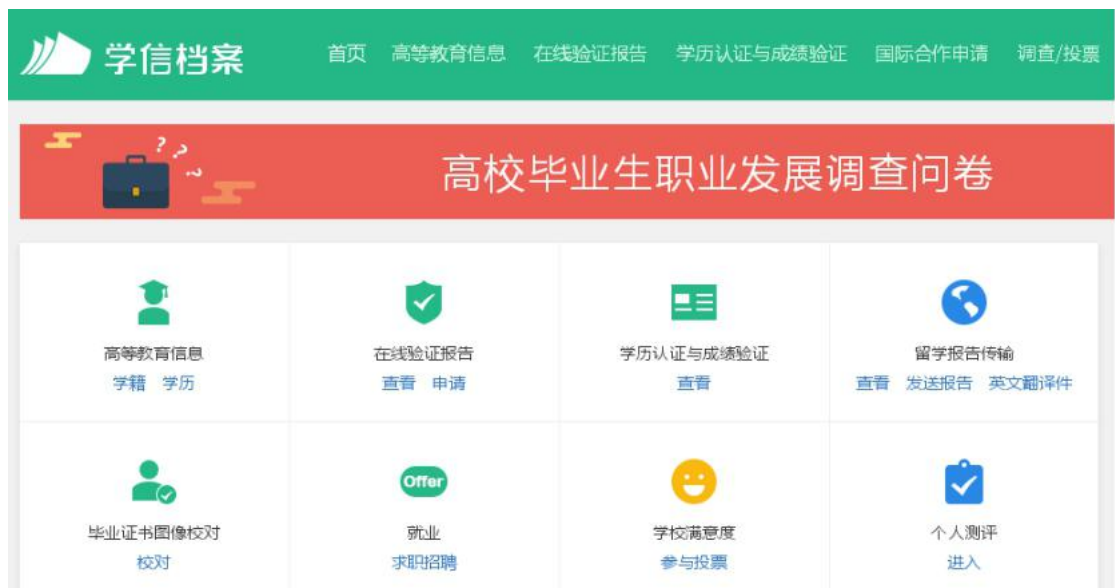 学信档案 首页 高等教育信息 在线验证报告 学历认证与成绩验证 国际合作申请 调查/投票
? ? ?
高校毕业生职业发展调查问卷
高等教育信息 在线验证报告 学历认证与成绩验证 留学报告传输
学籍 学历 查看 申请 查看 查看 发送报告 英文翻译件
Offer
毕业证书图像校对 就业 学校满意度 个人测评
校对 求职招聘 参与投票 进入